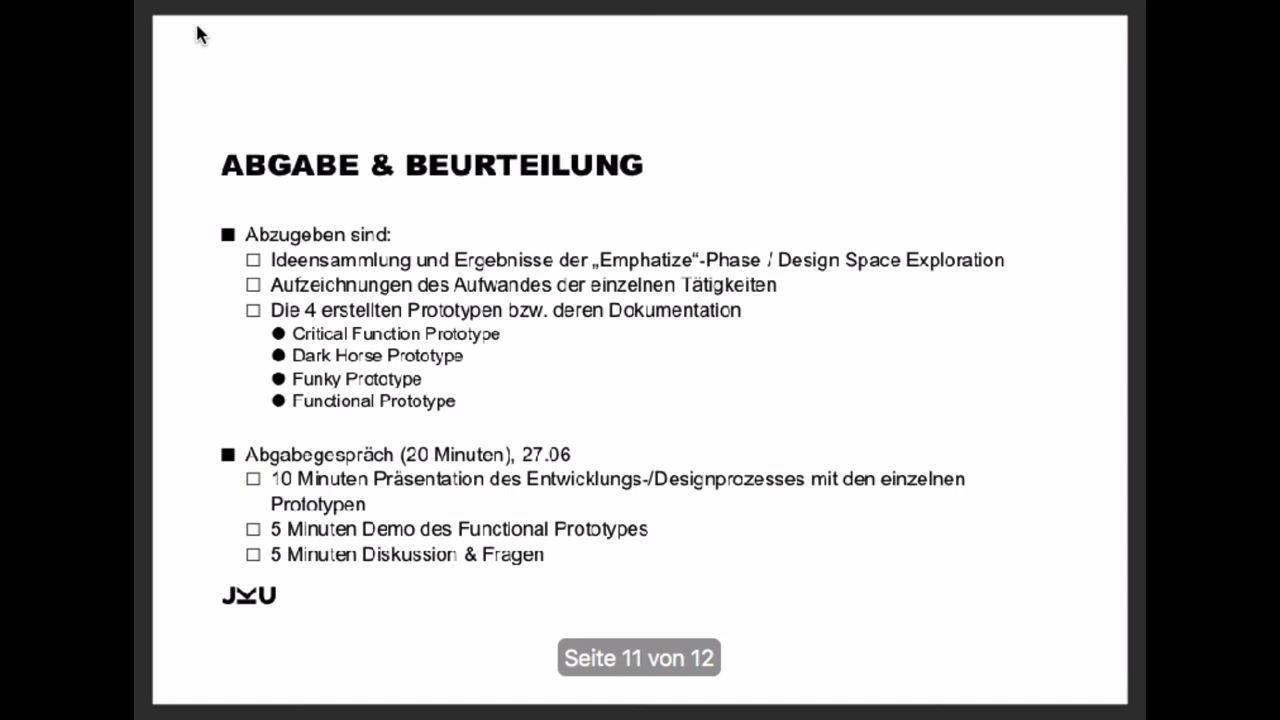 ABGABE & BEURTEILUNG
■ Abzugeben sind:
□ Ideensammlung und Ergebnisse der „Emphatize“-Phase / Design Space Exploration
□ Aufzeichnungen des Aufwandes der einzelnen Tätigkeiten
□ Die 4 erstellten Prototypen bzw. deren Dokumentation
● Critical Function Prototype
● Dark Horse Prototype
● Funky Prototype
● Functional Prototype
■ Abgabegespräch (20 Minuten), 27.06
□ 10 Minuten Präsentation des Entwicklungs-/Designprozesses mit den einzelnen
Prototypen
□ 5 Minuten Demo des Functional Prototypes
□ 5 Minuten Diskussion & Fragen
JKU
Seite 11 von 12